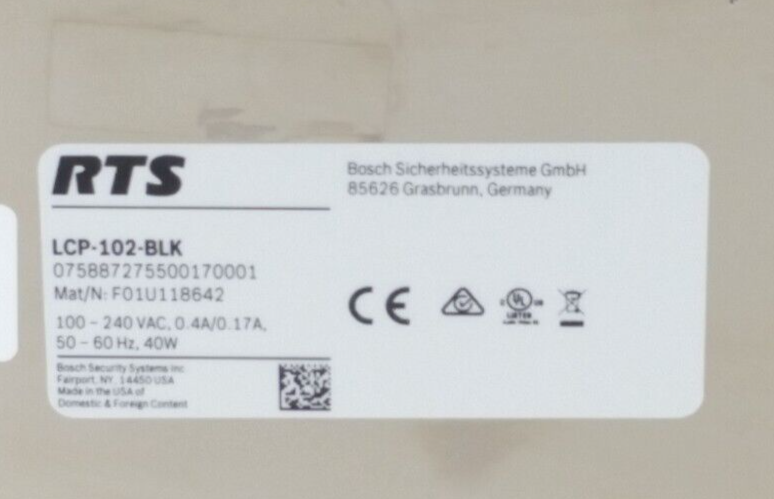 RTS
Bosch Sicherheitssysteme GmbH
85626 Grasbrunn, Germany
LCP-102-BLK
075887275500170001
Mat/N: F01U118642
100 – 240 VAC, 0.4A/0.17A,
50 – 60 Hz, 40W
Bosch Security Systems Inc
Fairport, NY, 14450 USA
Made in the USA of
Domestic & Foreign Content
CE
UL
LISTED